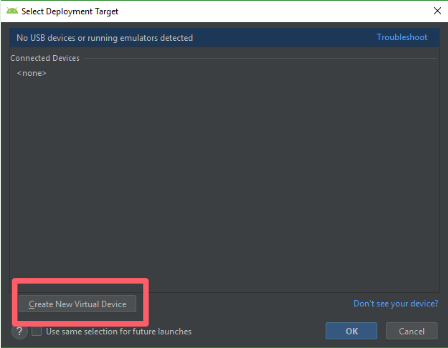 Select Deployment Target
No USB devices or running emulators detected Troubleshoot
Connected Devices
<none>
Create New Virtual Device
Don't see your device?
? Use same selection for future launches
OK
Cancel